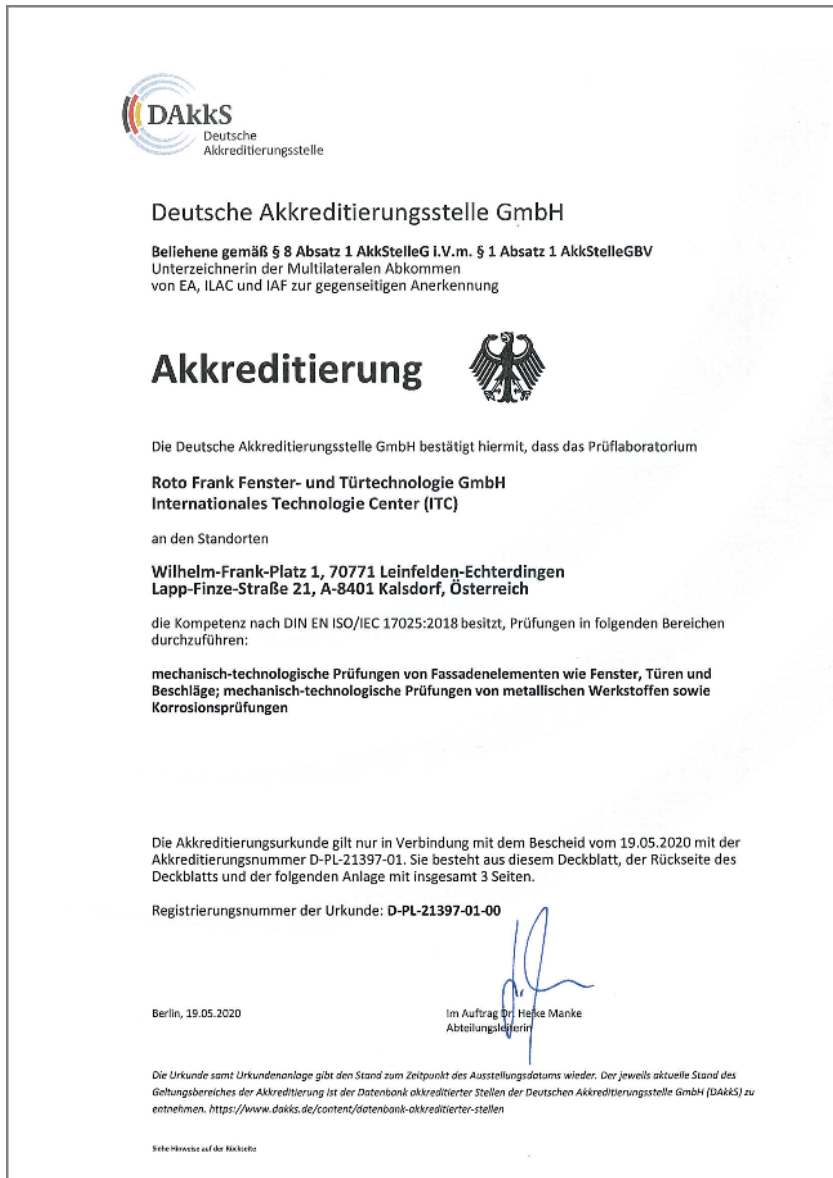 DAkkS
Deutsche
Akkreditierungsstelle
Deutsche Akkreditierungsstelle GmbH
Beliehene gemäß § 8 Absatz 1 AkkStelleG i.V.m. § 1 Absatz 1 AkkStelleGBV
Unterzeichnerin der Multilateralen Abkommen
von EA, ILAC und IAF zur gegenseitigen Anerkennung
Akkreditierung
Die Deutsche Akkreditierungsstelle GmbH bestätigt hiermit, dass das Prüflaboratorium
Roto Frank Fenster- und Türtechnologie GmbH
Internationales Technologie Center (ITC)
an den Standorten
Wilhelm-Frank-Platz 1, 70771 Leinfelden-Echterdingen
Lapp-Finze-Straße 21, A-8401 Kalsdorf, Österreich
die Kompetenz nach DIN EN ISO/IEC 17025:2018 besitzt, Prüfungen in folgenden Bereichen
durchzuführen:
mechanisch-technologische Prüfungen von Fassadenelementen wie Fenster, Türen und
Beschläge; mechanisch-technologische Prüfungen von metallischen Werkstoffen sowie
Korrosionsprüfungen
Die Akkreditierungsurkunde gilt nur in Verbindung mit dem Bescheid vom 19.05.2020 mit der
Akkreditierungsnummer D-PL-21397-01. Sie besteht aus diesem Deckblatt, der Rückseite des
Deckblatts und der folgenden Anlage mit insgesamt 3 Seiten.
Registrierungsnummer der Urkunde: D-PL-21397-01-00
Berlin, 19.05.2020
Im Auftrag Dr. Heike Manke
Abteilungsleiterin
Die Urkunde samt Urkundenanlage gibt den Stand zum Zeitpunkt des Ausstellungsdatums wieder. Der jeweils aktuelle Stand des
Geltungsbereiches der Akkreditierung ist der Datenbank akkreditierter Stellen der Deutschen Akkreditierungsstelle GmbH (DAkkS) zu
entnehmen. https://www.dakks.de/content/datenbank-akkreditierter-stellen
Siehe Hinweise auf der Rückseite